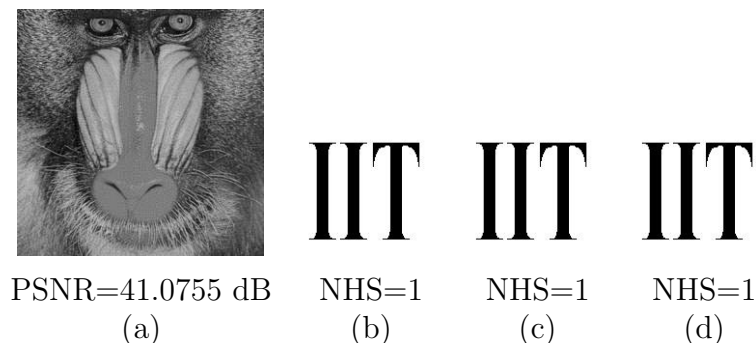 IIT IIT IIT
PSNR=41.0755 dB NHS=1 NHS=1 NHS=1
(a) (b) (c) (d)